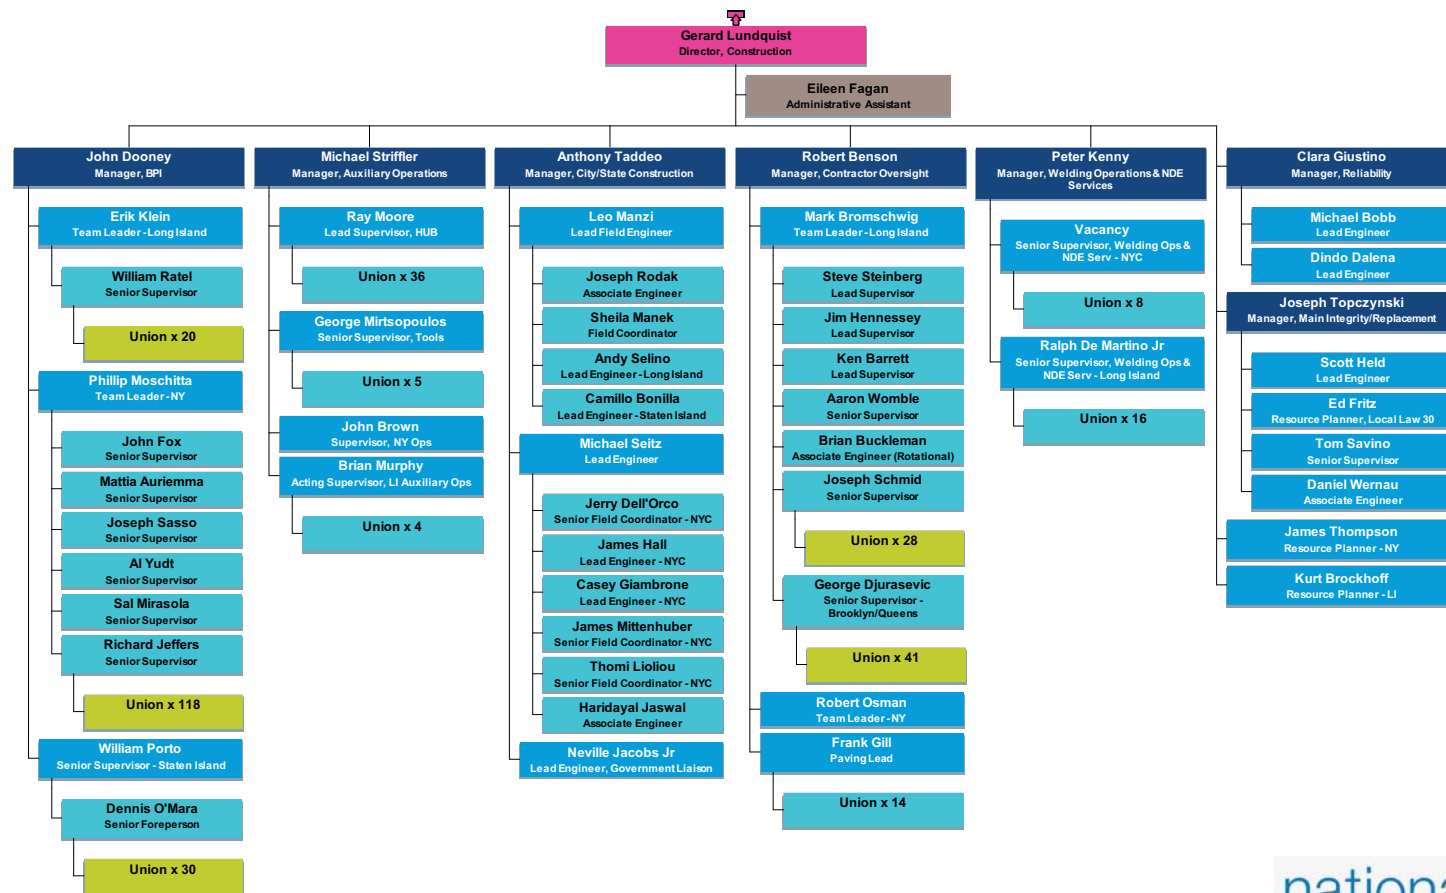 Gerard Lundquist
Director, Construction
Eileen Fagan
Administrative Assistant
John Dooney
Manager, BPI
Erik Klein
Team Leader - Long Island
William Ratel
Senior Supervisor
Union x 20
Phillip Moschitta
Team Leader - NY
John Fox
Senior Supervisor
Mattia Auriemma
Senior Supervisor
Joseph Sasso
Senior Supervisor
Al Yudt
Senior Supervisor
Sal Mirasola
Senior Supervisor
Richard Jeffers
Senior Supervisor
Union x 118
William Porto
Senior Supervisor - Staten Island
Dennis O'Mara
Senior Foreperson
Union x 30
Michael Striffler
Manager, Auxiliary Operations
Ray Moore
Lead Supervisor, HUB
Union x 36
George Mirtsopoulos
Senior Supervisor, Tools
Union x 5
John Brown
Supervisor, NY Ops
Brian Murphy
Acting Supervisor, LI Auxiliary Ops
Union x 4
Anthony Taddeo
Manager, City/State Construction
Leo Manzi
Lead Field Engineer
Joseph Rodak
Associate Engineer
Sheila Manek
Field Coordinator
Andy Selino
Lead Engineer - Long Island
Camillo Bonilla
Lead Engineer - Staten Island
Michael Seitz
Lead Engineer
Jerry Dell'Orco
Senior Field Coordinator - NYC
James Hall
Lead Engineer - NYC
Casey Giambrone
Lead Engineer - NYC
James Mittenhuber
Senior Field Coordinator - NYC
Thomi Lioliou
Senior Field Coordinator - NYC
Haridayal Jaswal
Associate Engineer
Neville Jacobs Jr
Lead Engineer, Government Liaison
Robert Benson
Manager, Contractor Oversight
Mark Bromschwig
Team Leader - Long Island
Steve Steinberg
Lead Supervisor
Jim Hennessey
Lead Supervisor
Ken Barrett
Lead Supervisor
Aaron Womble
Senior Supervisor
Brian Buckleman
Associate Engineer (Rotational)
Joseph Schmid
Senior Supervisor
Union x 28
George Djurasevic
Senior Supervisor -
Brooklyn/Queens
Union x 41
Robert Osman
Team Leader - NY
Frank Gill
Paving Lead
Union x 14
Peter Kenny
Manager, Welding Operations & NDE
Services
Vacancy
Senior Supervisor, Welding Ops &
NDE Serv - NYC
Union x 8
Ralph De Martino Jr
Senior Supervisor, Welding Ops &
NDE Serv - Long Island
Union x 16
Clara Giustino
Manager, Reliability
Michael Bobb
Lead Engineer
Dindo Dalena
Lead Engineer
Joseph Topczynski
Manager, Main Integrity/Replacement
Scott Held
Lead Engineer
Ed Fritz
Resource Planner, Local Law 30
Tom Savino
Senior Supervisor
Daniel Wernau
Associate Engineer
James Thompson
Resource Planner - NY
Kurt Brockhoff
Resource Planner - LI